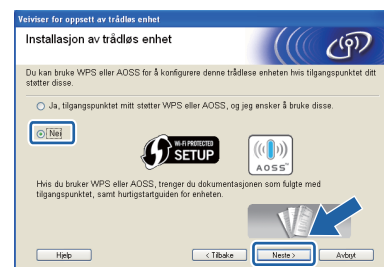 Veiviser for oppsett av trådløs enhet
Installasjon av trådløs enhet
Du kan bruke WPS eller AOSS for å konfigurere denne trådløse enheten hvis tilgangspunktet ditt
støtter disse.
Ja, tilgangspunktet mitt støtter WPS eller AOSS, og jeg ønsker å bruke disse.
Nei
Wi-Fi PROTECTED
SETUP
AOSS
Hvis du bruker WPS eller AOSS, trenger du dokumentasjonen som fulgte med
tilgangspunktet, samt hurtigstartguiden for enheten.
Hjelp
< Tilbake
Neste >
Avbryt